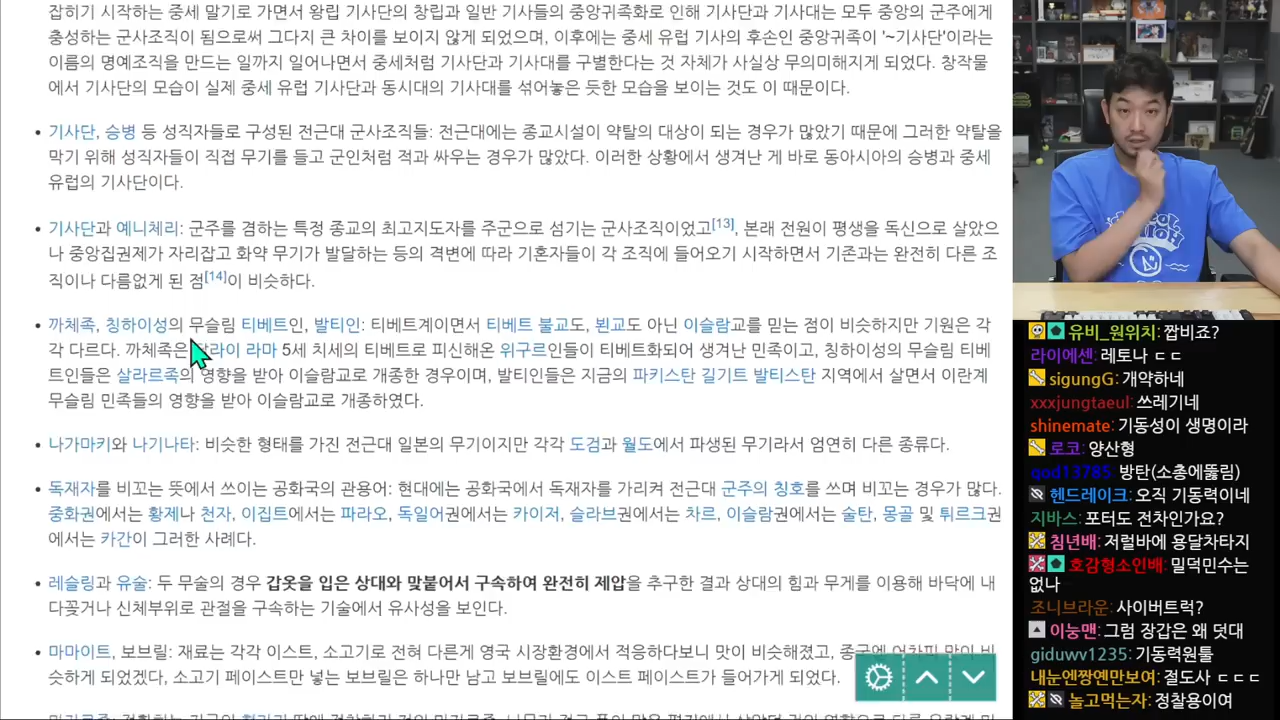 잡히기 시작하는 중세 말기로 가면서 왕립 기사단의 창립과 일반 기사들의 중앙귀족화로 인해 기사단과 기사대는 모두 중앙의 군주에게
충성하는 군사조직이 됨으로써 그다지 큰 차이를 보이지 않게 되었으며, 이후에는 중세 유럽 기사의 후손인 중앙귀족이 '~기사단'이라는
이름의 명예조직을 만드는 일까지 일어나면서 중세처럼 기사단과 기사대를 구별한다는 것 자체가 사실상 무의미해지게 되었다. 창작물
에서 기사단의 모습이 실제 중세 유럽 기사단과 동시대의 기사대를 섞어놓은 듯한 모습을 보이는 것도 이 때문이다.
• 기사단, 승병 등 성직자들로 구성된 전근대 군사조직들: 전근대에는 종교시설이 약탈의 대상이 되는 경우가 많았기 때문에 그러한 약탈을
막기 위해 성직자들이 직접 무기를 들고 군인처럼 적과 싸우는 경우가 많았다. 이러한 상황에서 생겨난 게 바로 동아시아의 승병과 중세
유럽의 기사단이다.
• 기사단과 예니체리: 군주를 겸하는 특정 종교의 최고지도자를 주군으로 섬기는 군사조직이었고[13], 본래 전원이 평생을 독신으로 살았으
나 중앙집권제가 자리잡고 화약 무기가 발달하는 등의 격변에 따라 기혼자들이 각 조직에 들어오기 시작하면서 기존과는 완전히 다른 조
직이나 다름없게 된 점[14]이 비슷하다.
• 까체족, 칭하이성의 무슬림 티베트인, 발티인: 티베트계이면서 티베트 불교도, 뵌교도 아닌 이슬람교를 믿는 점이 비슷하지만 기원은 각
각 다르다. 까체족은 달라이 라마 5세 치세의 티베트로 피신해온 위구르인들이 티베트화되어 생겨난 민족이고, 칭하이성의 무슬림 티베
트인들은 살라르족의 영향을 받아 이슬람교로 개종한 경우이며, 발티인들은 지금의 파키스탄 길기트 발티스탄 지역에서 살면서 이란계
무슬림 민족들의 영향을 받아 이슬람교로 개종하였다.
• 나가마키와 나기나타: 비슷한 형태를 가진 전근대 일본의 무기이지만 각각 도검과 월도에서 파생된 무기라서 엄연히 다른 종류다.
• 독재자를 비꼬는 뜻에서 쓰이는 공화국의 관용어: 현대에는 공화국에서 독재자를 가리켜 전근대 군주의 칭호를 쓰며 비꼬는 경우가 많다.
중화권에서는 황제나 천자, 이집트에서는 파라오, 독일어권에서는 카이저, 슬라브권에서는 차르, 이슬람권에서는 술탄, 몽골 및 튀르크권
에서는 카간이 그러한 사례다.
• 레슬링과 유술: 두 무술의 경우 갑옷을 입은 상대와 맞붙어서 구속하여 완전히 제압을 추구한 결과 상대의 힘과 무게를 이용해 바닥에 내
다꽂거나 신체부위로 관절을 구속하는 기술에서 유사성을 보인다.
• 마마이트, 보브릴: 재료는 각각 이스트, 소고기로 전혀 다른게 영국 시장환경에서 적응하다보니 맛이 비슷해졌고, 종국엔 어차피 맛이 비
슷하게 되었겠다, 소고기 페이스트만 넣는 보브릴은 하나만 남고 보브릴에도 이스트 페이스트가 들어가게 되었다.
유비_원위치: 짭비죠?
라이에센: 레토나 ㄷㄷ
sigungG: 개약하네
xxxjungtaeul: 쓰레기네
shinemate: 기동성이 생명이라
로코: 양산형
god13785: 방탄(소총에뚫림)
헨드레이크: 오직 기동력이네
지바스: 포터도 전차인가요?
침년배: 저럴바에 용달차타지
호감형소인배: 밀덕민수는
없나
조니브라운: 사이버트럭?
이눙맨: 그럼 장갑은 왜 덧대
giduwv1235: 기동력원툴
내눈엔짱엔만보여: 절도사 ㄷㄷㄷ
놀고먹는자: 정찰용이여